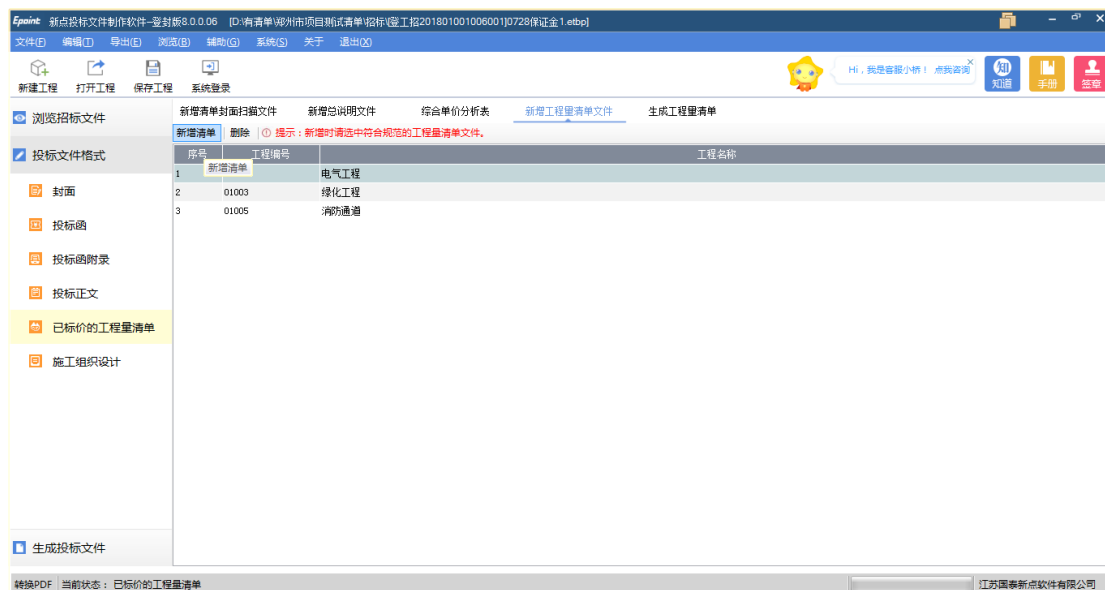 Epoint 新点投标文件制作软件-登封版8.0.0.06 [D:\有清单\郑州市项目测试清单\招标\[登工招201801001006001]0728保证金1.etbp]
文件(F) 编辑(I) 导出(E) 浏览(B) 辅助(G) 系统(S) 关于 退出(X)
新建工程 打开工程 保存工程 系统登录
Hi，我是客服小桥！ 点我咨询 X
知 知道 手册 签章
浏览招标文件
投标文件格式
封面
投标函
投标函附录
投标正文
已标价的工程量清单
施工组织设计
生成投标文件
新增清单封面扫描文件 新增总说明文件 综合单价分析表 新增工程量清单文件 生成工程量清单
新增清单 删除 提示：新增时请选中符合规范的工程量清单文件。
序号 工程编号 工程名称
新增清单
1 电气工程
2 01003 绿化工程
3 01005 消防通道
转换PDF 当前状态： 已标价的工程量清单 江苏国泰新点软件有限公司